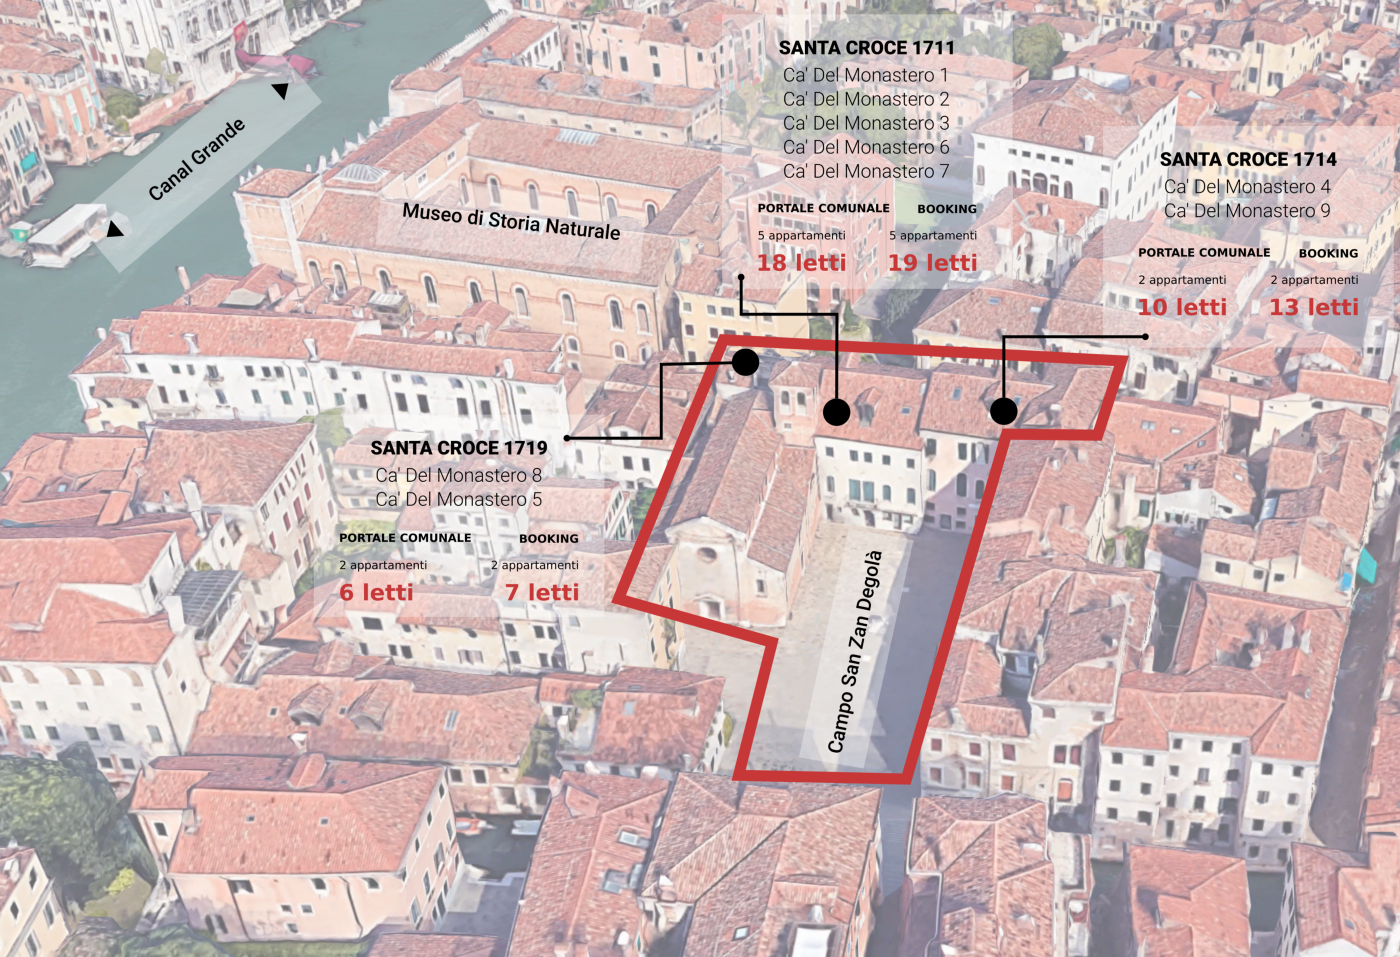 SANTA CROCE 1711
Ca' Del Monastero 1
Ca' Del Monastero 2
Ca' Del Monastero 3
Ca' Del Monastero 6
Ca' Del Monastero 7
PORTALE COMUNALE BOOKING
5 appartamenti 5 appartamenti
18 letti 19 letti
SANTA CROCE 1714
Ca' Del Monastero 4
Ca' Del Monastero 9
PORTALE COMUNALE BOOKING
2 appartamenti 2 appartamenti
10 letti 13 letti
Canal Grande
Museo di Storia Naturale
SANTA CROCE 1719
Ca' Del Monastero 8
Ca' Del Monastero 5
PORTALE COMUNALE BOOKING
2 appartamenti 2 appartamenti
6 letti 7 letti
Campo San Zan Degolà